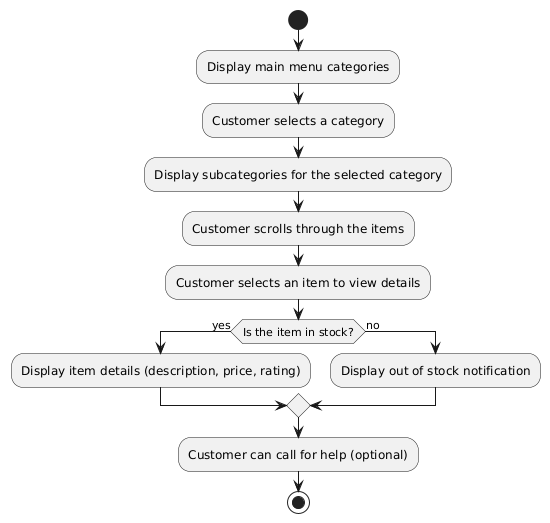 Display main menu categories
Customer selects a category
Display subcategories for the selected category
Customer scrolls through the items
Customer selects an item to view details
yes
Is the item in stock?
no
Display item details (description, price, rating)
Display out of stock notification
Customer can call for help (optional)